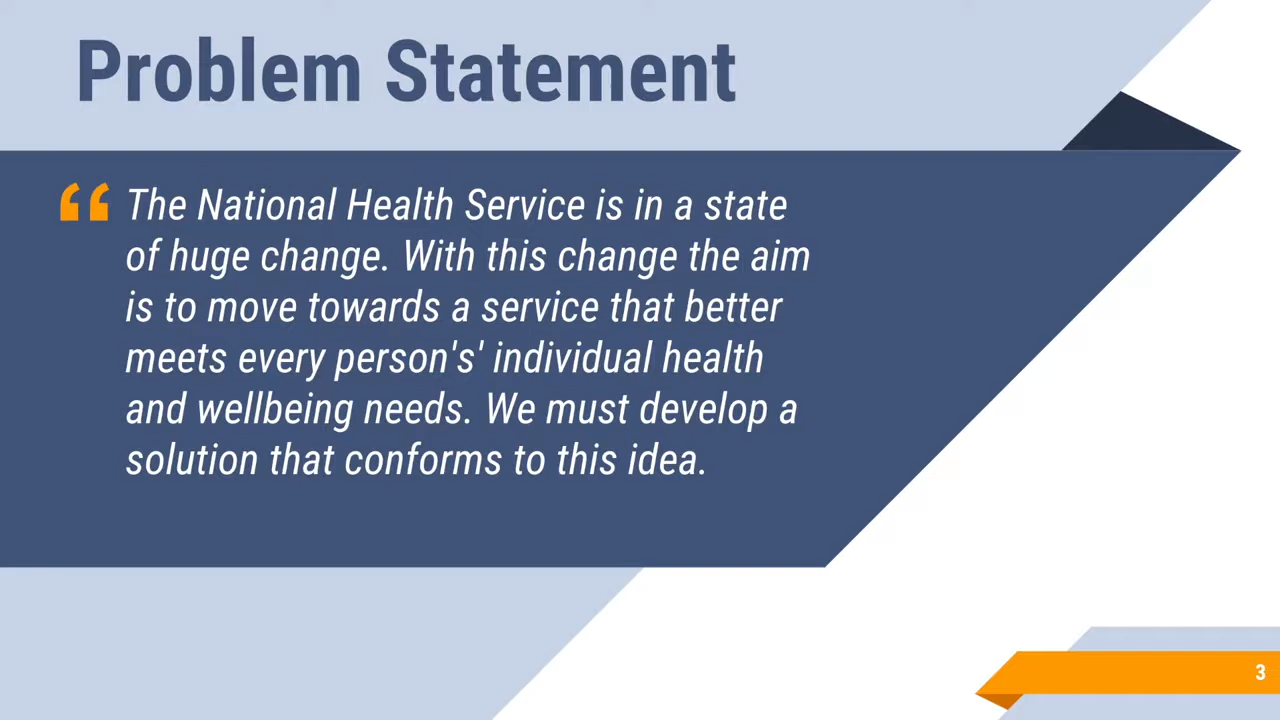 Problem Statement
“ The National Health Service is in a state
of huge change. With this change the aim
is to move towards a service that better
meets every person's' individual health
and wellbeing needs. We must develop a
solution that conforms to this idea.
3